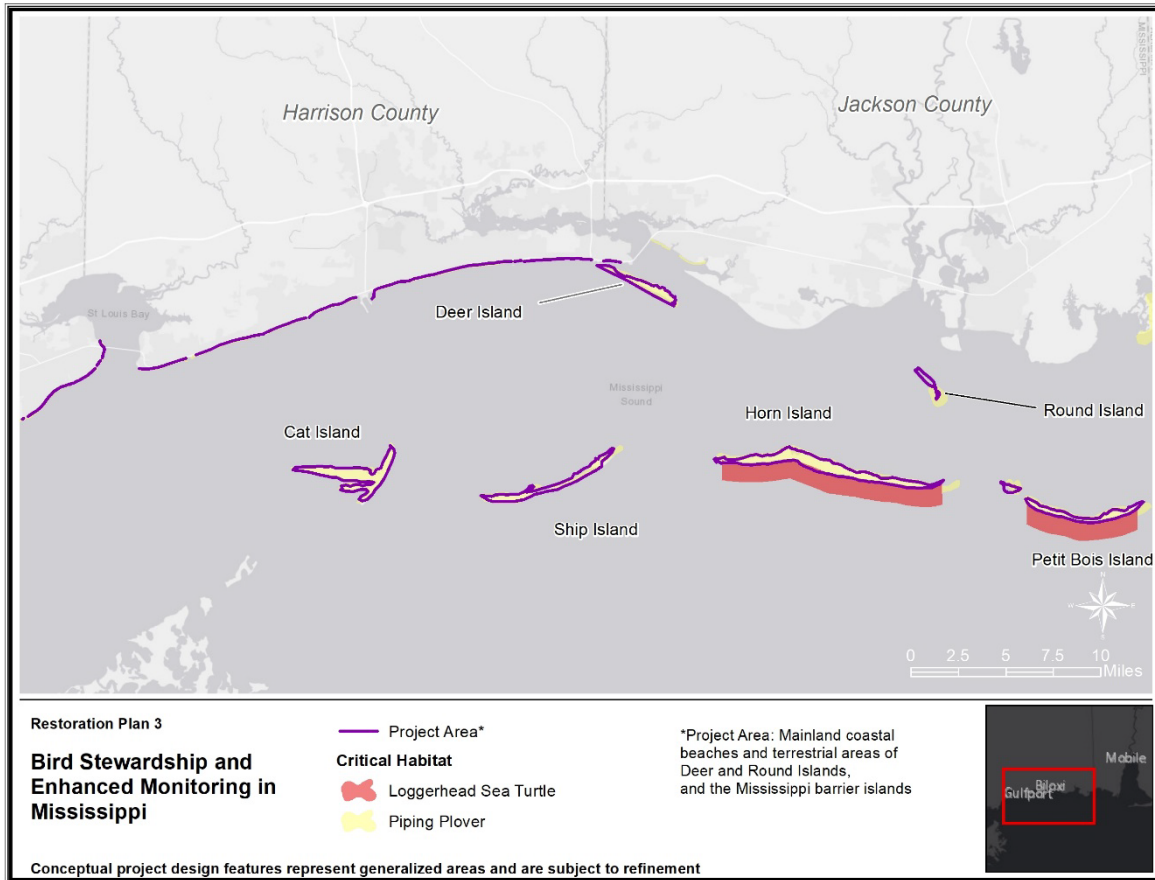 MISSISSIPPI
Harrison County
Jackson County
St Louis Bay
Deer Island
Mississippi
Sound
Round Island
Horn Island
Cat Island
Ship Island
Petit Bois Island
N
W
E
S
0 2.5 5 7.5 10
Miles
Restoration Plan 3
Bird Stewardship and
Enhanced Monitoring in
Mississippi
Project Area*
Critical Habitat
Loggerhead Sea Turtle
Piping Plover
*Project Area: Mainland coastal
beaches and terrestrial areas of
Deer and Round Islands,
and the Mississippi barrier islands
Mobile
Biloxi
Gulfport
Conceptual project design features represent generalized areas and are subject to refinement